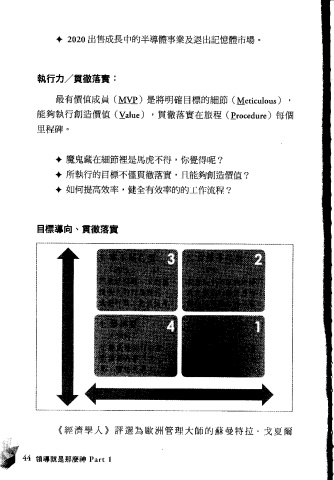 ✦ 2020 出售成長中的半導體事業及退出記憶體市場。
執行力／貫徹落實：
最有價值成員（MVP）是將明確目標的細節（Meticulous），
能夠執行創造價值（Value），貫徹落實在旅程（Procedure）每個
里程碑。
✦ 魔鬼藏在細節裡是馬虎不得，你覺得呢？
✦ 所執行的目標不僅貫徹落實，只能夠創造價值？
✦ 如何提高效率，健全有效率的的工作流程？
目標導向、貫徹落實
3 2
4 1
《經濟學人》評選為歐洲管理大師的蘇曼特拉．戈夏爾
44 領導就是那麼神 Part 1